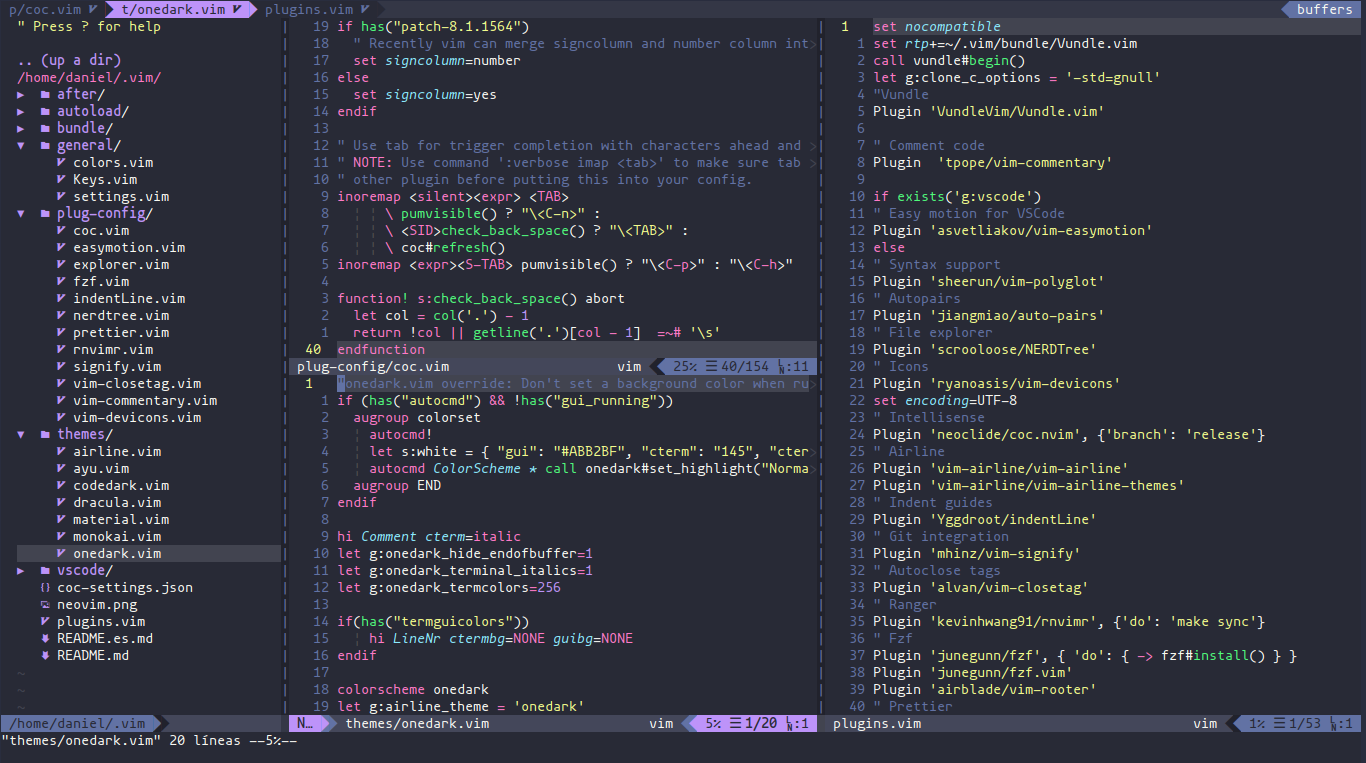 p/coc.vim t/onedark.vim plugins.vim buffers
" Press ? for help
.. (up a dir)
/home/daniel/.vim/
▸ after/
▸ autoload/
▸ bundle/
▾ general/
colors.vim
Keys.vim
settings.vim
▾ plug-config/
coc.vim
easymotion.vim
explorer.vim
fzf.vim
indentLine.vim
nerdtree.vim
prettier.vim
rnvimr.vim
signify.vim
vim-closetag.vim
vim-commentary.vim
vim-devicons.vim
▾ themes/
airline.vim
ayu.vim
codedark.vim
dracula.vim
material.vim
monokai.vim
onedark.vim
▸ vscode/
{} coc-settings.json
neovim.png
plugins.vim
README.es.md
README.md
~
~
~
/home/daniel/.vim
19 if has("patch-8.1.1564")
18   " Recently vim can merge signcolumn and number column int>
17   set signcolumn=number
16 else
15   set signcolumn=yes
14 endif
13
12 " Use tab for trigger completion with characters ahead and >
11 " NOTE: Use command ':verbose imap <tab>' to make sure tab >
10 " other plugin before putting this into your config.
9 inoremap <silent><expr> <TAB>
8 ¦ ¦ ¦ \ pumvisible() ? "\<C-n>" :
7 ¦ ¦ ¦ \ <SID>check_back_space() ? "\<TAB>" :
6 ¦ ¦ ¦ \ coc#refresh()
5 inoremap <expr><S-TAB> pumvisible() ? "\<C-p>" : "\<C-h>"
4
3 function! s:check_back_space() abort
2   let col = col('.') - 1
1   return !col || getline('.')[col - 1]  =~# '\s'
40 endfunction
plug-config/coc.vim vim 25% ☰ 40/154 :11
1 "onedark.vim override: Don't set a background color when ru>
1 if (has("autocmd") && !has("gui_running"))
2   augroup colorset
3   ¦ autocmd!
4   ¦ let s:white = { "gui": "#ABB2BF", "cterm": "145", "cter>
5   ¦ autocmd ColorScheme * call onedark#set_highlight("Norma>
6   augroup END
7 endif
8
9 hi Comment cterm=italic
10 let g:onedark_hide_endofbuffer=1
11 let g:onedark_terminal_italics=1
12 let g:onedark_termcolors=256
13
14 if(has("termguicolors"))
15   ¦ hi LineNr ctermbg=NONE guibg=NONE
16 endif
17
18 colorscheme onedark
19 let g:airline_theme = 'onedark'
N… themes/onedark.vim vim 5% ☰ 1/20 :1
1 set nocompatible
1 set rtp+=~/.vim/bundle/Vundle.vim
2 call vundle#begin()
3 let g:clone_c_options = '-std=gnull'
4 "Vundle
5 Plugin 'VundleVim/Vundle.vim'
6
7 " Comment code
8 Plugin  'tpope/vim-commentary'
9
10 if exists('g:vscode')
11 " Easy motion for VSCode
12 Plugin 'asvetliakov/vim-easymotion'
13 else
14 " Syntax support
15 Plugin 'sheerun/vim-polyglot'
16 " Autopairs
17 Plugin 'jiangmiao/auto-pairs'
18 " File explorer
19 Plugin 'scrooloose/NERDTree'
20 " Icons
21 Plugin 'ryanoasis/vim-devicons'
22 set encoding=UTF-8
23 " Intellisense
24 Plugin 'neoclide/coc.nvim', {'branch': 'release'}
25 " Airline
26 Plugin 'vim-airline/vim-airline'
27 Plugin 'vim-airline/vim-airline-themes'
28 " Indent guides
29 Plugin 'Yggdroot/indentLine'
30 " Git integration
31 Plugin 'mhinz/vim-signify'
32 " Autoclose tags
33 Plugin 'alvan/vim-closetag'
34 " Ranger
35 Plugin 'kevinhwang91/rnvimr', {'do': 'make sync'}
36 " Fzf
37 Plugin 'junegunn/fzf', { 'do': { -> fzf#install() } }
38 Plugin 'junegunn/fzf.vim'
39 Plugin 'airblade/vim-rooter'
40 " Prettier
plugins.vim vim 1% ☰ 1/53 :1
"themes/onedark.vim" 20 líneas --5%--